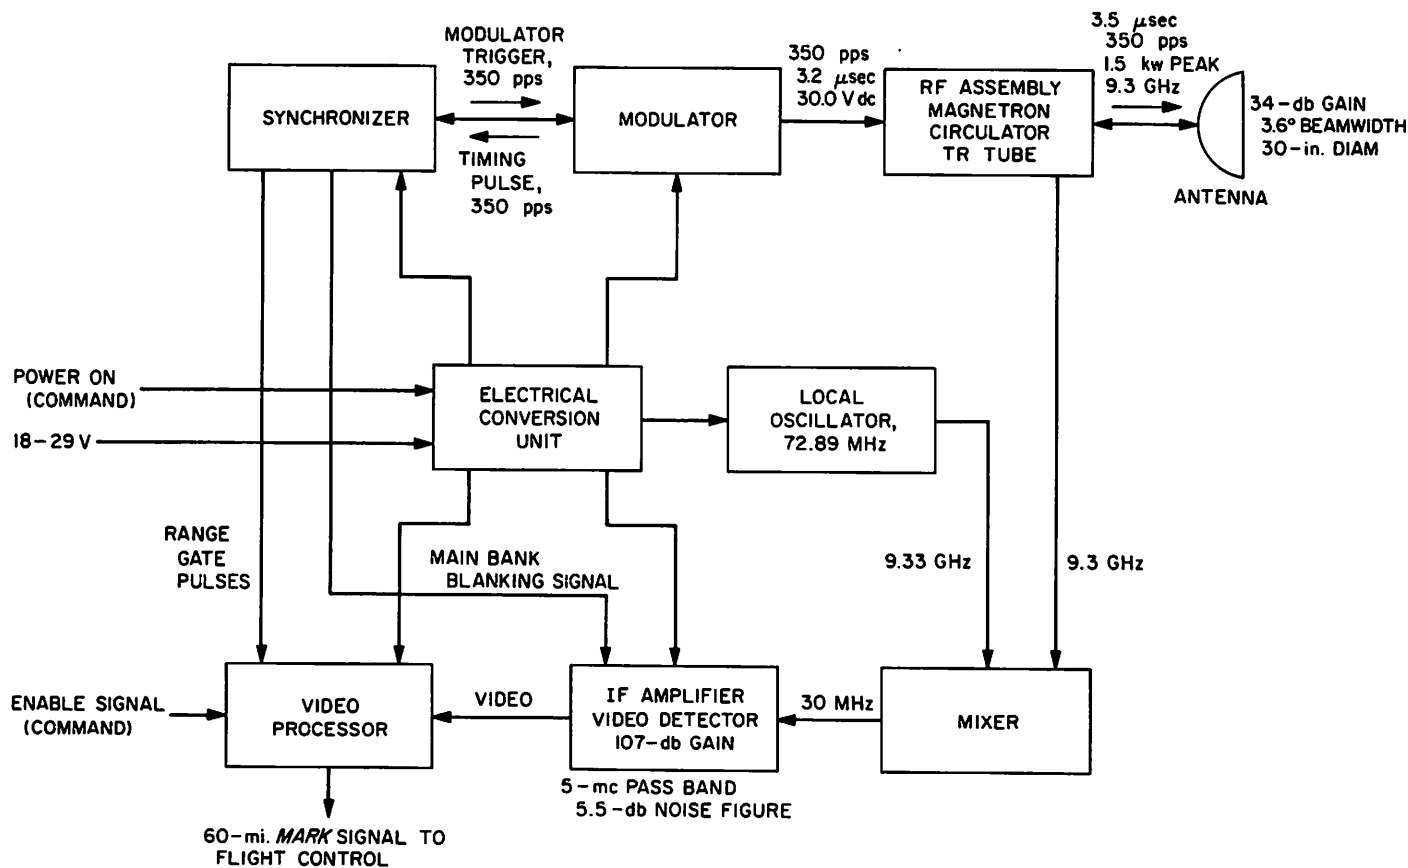 MODULATOR
TRIGGER,
350 pps
SYNCHRONIZER
TIMING
PULSE,
350 pps
MODULATOR
350 pps
3.2 μsec
30.0 V dc
RF ASSEMBLY
MAGNETRON
CIRCULATOR
TR TUBE
3.5 μsec
350 pps
1.5 kw PEAK
9.3 GHz
34-db GAIN
3.6° BEAMWIDTH
30-in. DIAM
ANTENNA
POWER ON
(COMMAND)
18-29 V
ELECTRICAL
CONVERSION
UNIT
LOCAL
OSCILLATOR,
72.89 MHz
RANGE
GATE
PULSES
MAIN BANK
BLANKING SIGNAL
9.33 GHz
9.3 GHz
ENABLE SIGNAL
(COMMAND)
VIDEO
PROCESSOR
VIDEO
IF AMPLIFIER
VIDEO DETECTOR
107-db GAIN
30 MHz
MIXER
5-mc PASS BAND
5.5-db NOISE FIGURE
60-mi. MARK SIGNAL TO
FLIGHT CONTROL